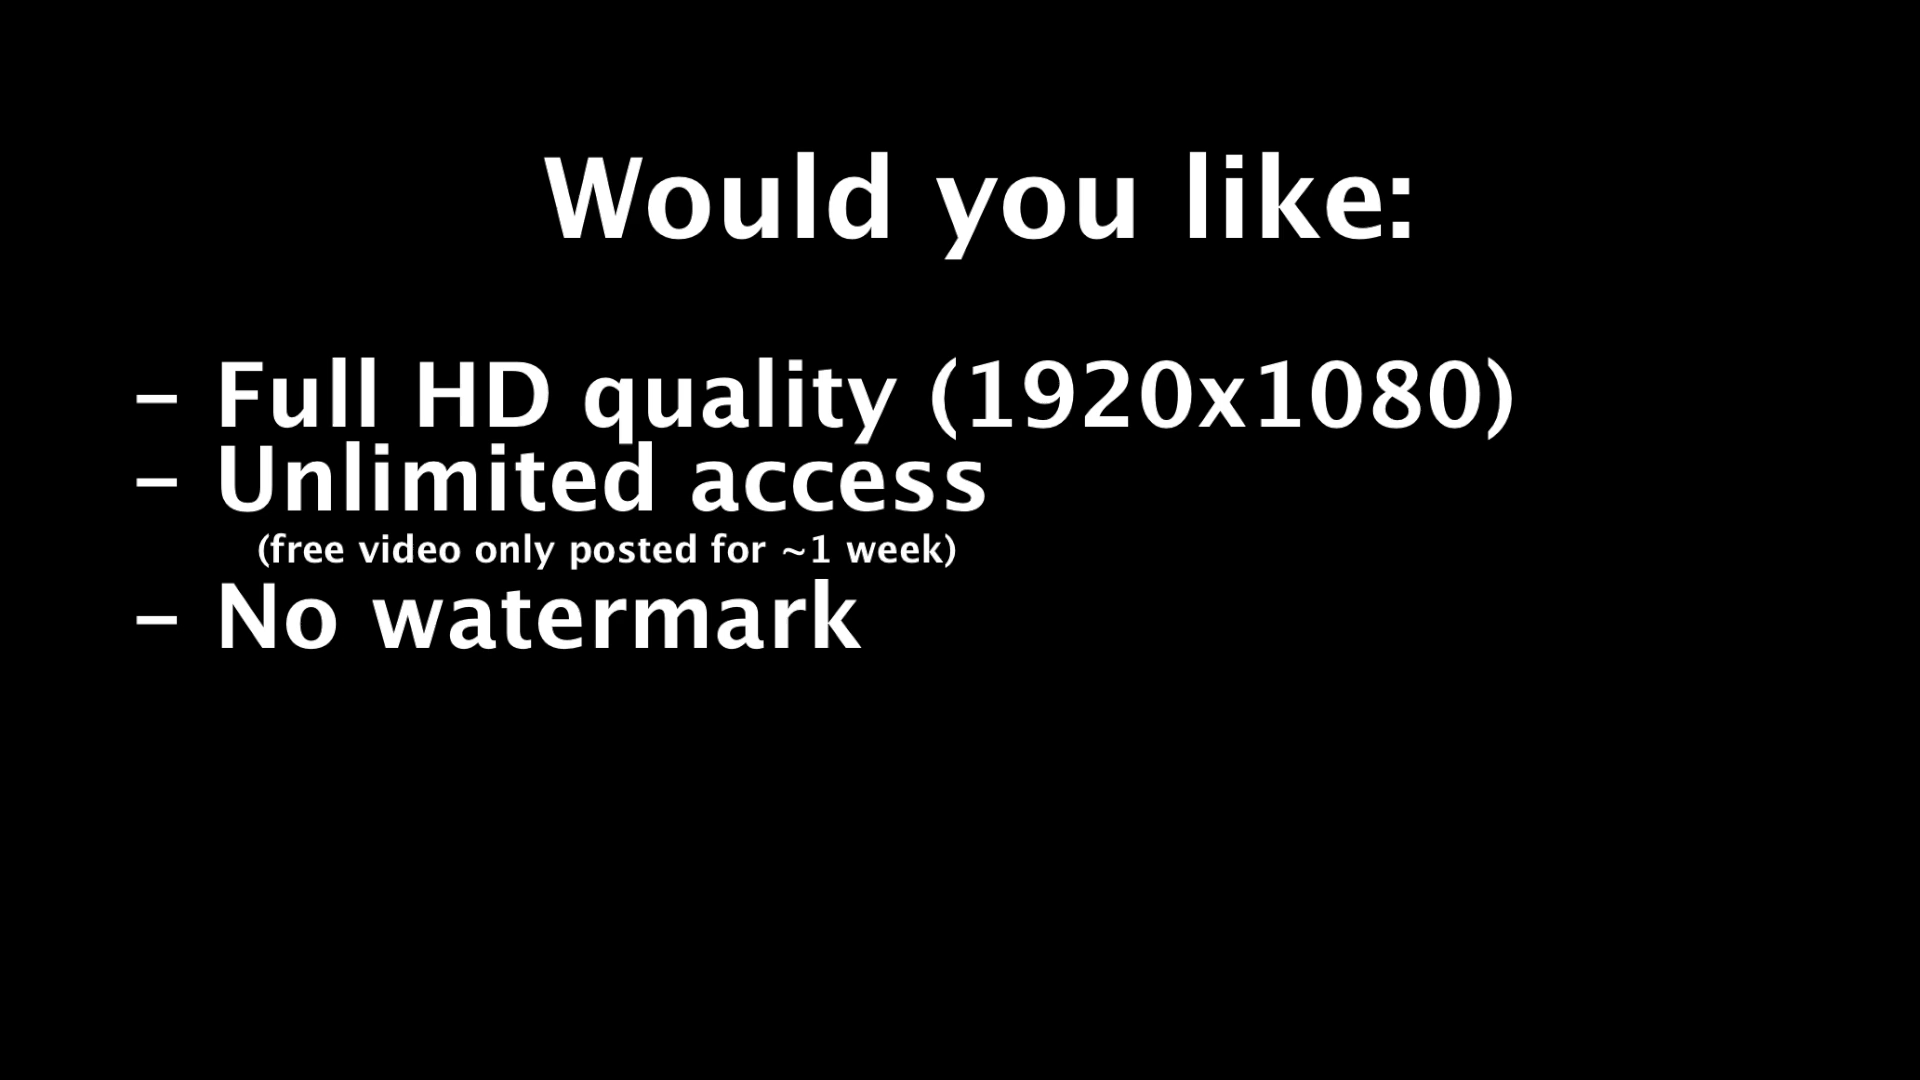 Would you like:
- Full HD quality (1920x1080)
- Unlimited access
(free video only posted for ~1 week)
- No watermark